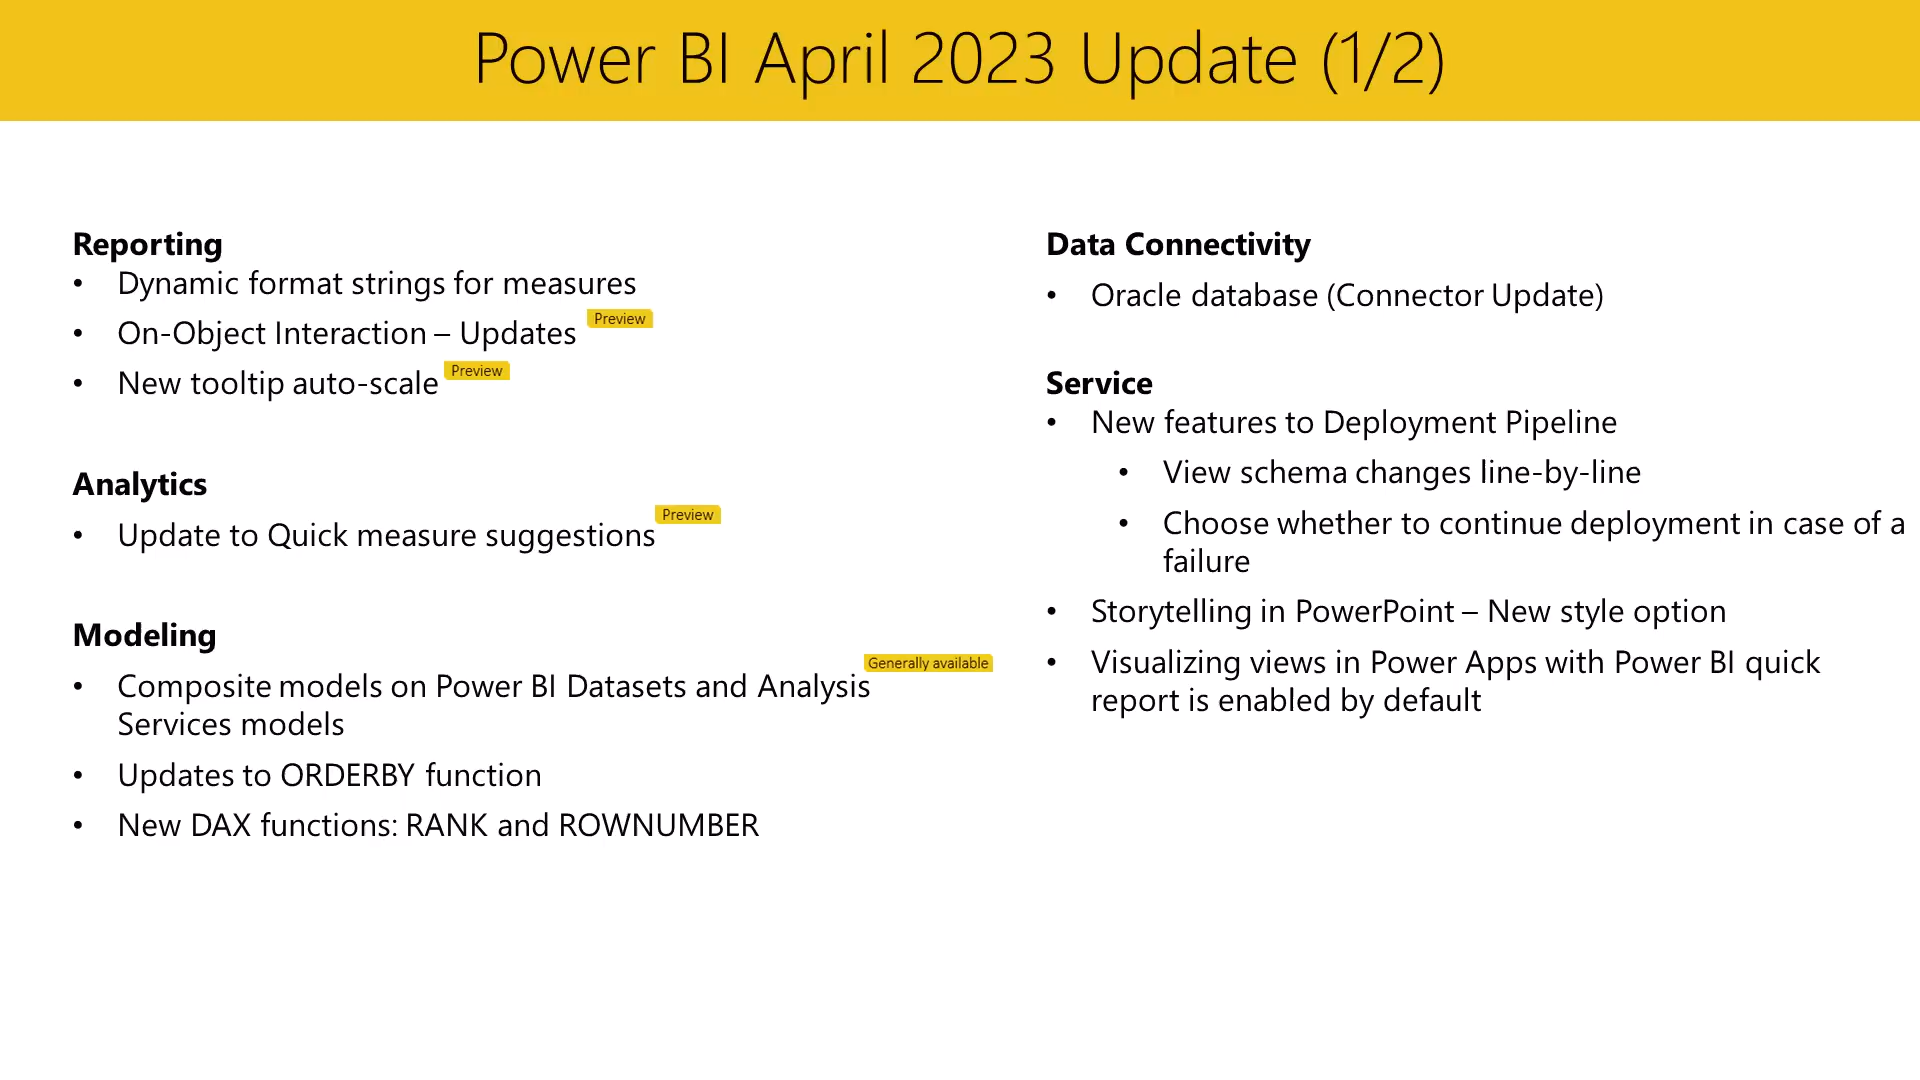 Power BI April 2023 Update (1/2)
Reporting
• Dynamic format strings for measures
• On-Object Interaction – Updates Preview
• New tooltip auto-scale Preview
Analytics
• Update to Quick measure suggestions Preview
Modeling
• Composite models on Power BI Datasets and Analysis Generally available
Services models
• Updates to ORDERBY function
• New DAX functions: RANK and ROWNUMBER
Data Connectivity
• Oracle database (Connector Update)
Service
• New features to Deployment Pipeline
• View schema changes line-by-line
• Choose whether to continue deployment in case of a
failure
• Storytelling in PowerPoint – New style option
• Visualizing views in Power Apps with Power BI quick
report is enabled by default